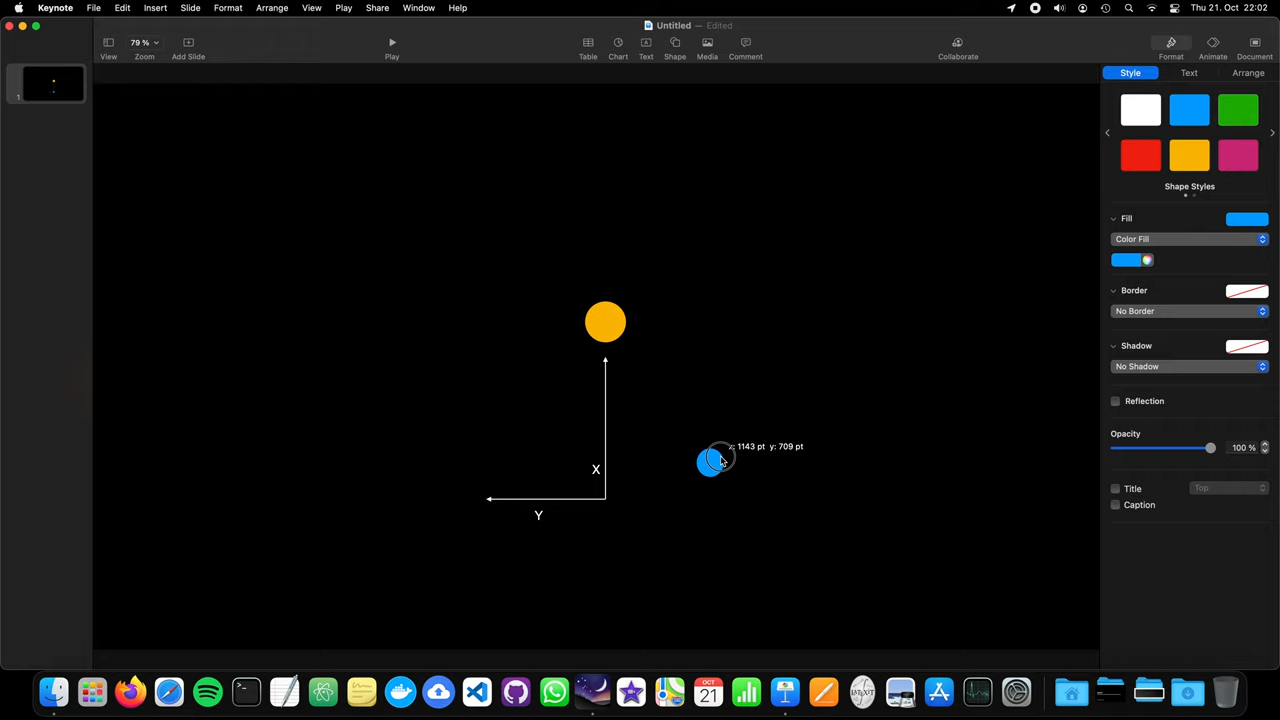 Keynote File Edit Insert Slide Format Arrange View Play Share Window Help
Thu 21. Oct 22:02
Untitled — Edited
79 %
View Zoom Add Slide Play Table Chart Text Shape Media Comment Collaborate Format Animate Document
Style Text Arrange
1
Shape Styles
Fill
Color Fill
Border
No Border
Shadow
No Shadow
Reflection
Opacity
100 %
Title Top
Caption
x: 1143 pt y: 709 pt
X
Y
OCT
21
LATEX